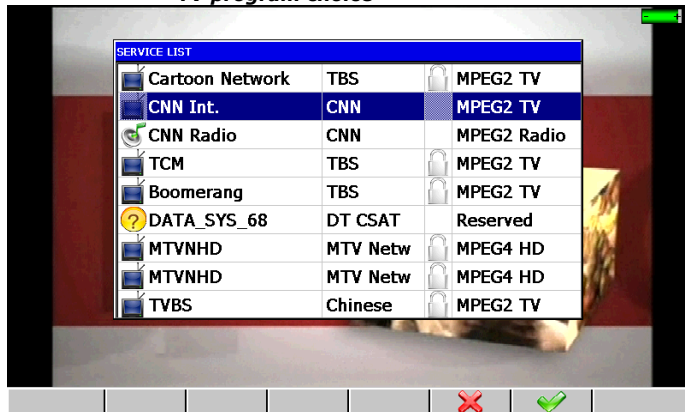 SERVICE LIST
Cartoon Network TBS MPEG2 TV
CNN Int. CNN MPEG2 TV
CNN Radio CNN MPEG2 Radio
TCM TBS MPEG2 TV
Boomerang TBS MPEG2 TV
? DATA_SYS_68 DT CSAT Reserved
MTVNHD MTV Netw MPEG4 HD
MTVNHD MTV Netw MPEG4 HD
TVBS Chinese MPEG2 TV